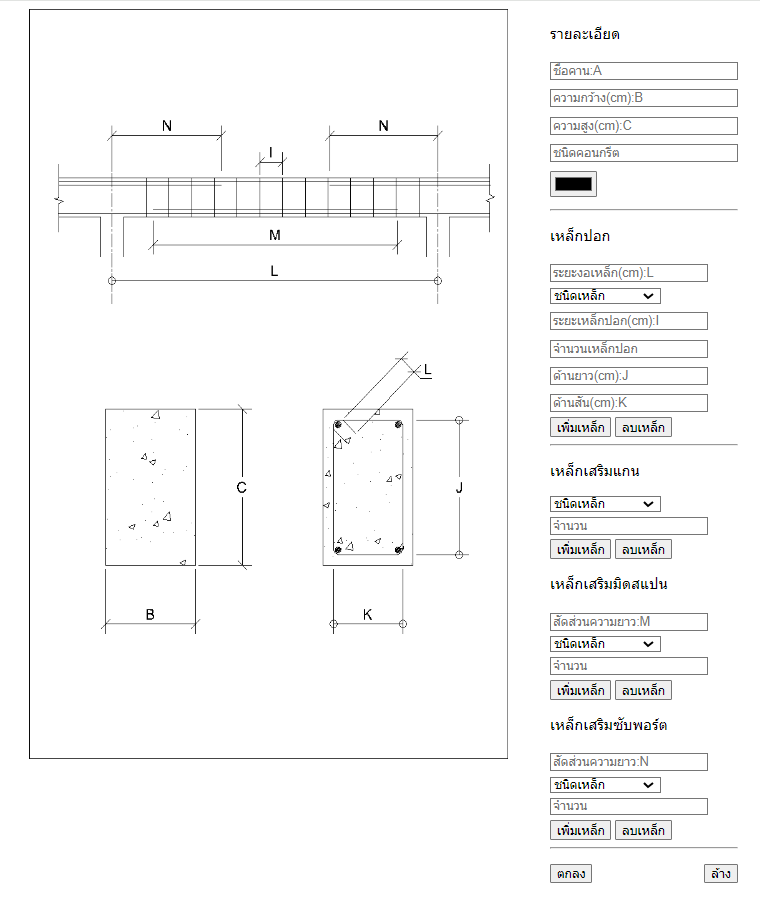 N
N
I
M
L
L
C
J
B
K
รายละเอียด
ชื่อคาน:A
ความกว้าง(cm):B
ความสูง(cm):C
ชนิดคอนกรีต
เหล็กปอก
ระยะงอเหล็ก(cm):L
ชนิดเหล็ก
ระยะเหล็กปอก(cm):I
จำนวนเหล็กปอก
ด้านยาว(cm):J
ด้านสั้น(cm):K
เพิ่มเหล็ก ลบเหล็ก
เหล็กเสริมแกน
ชนิดเหล็ก
จำนวน
เพิ่มเหล็ก ลบเหล็ก
เหล็กเสริมมิดสแปน
สัดส่วนความยาว:M
ชนิดเหล็ก
จำนวน
เพิ่มเหล็ก ลบเหล็ก
เหล็กเสริมซับพอร์ต
สัดส่วนความยาว:N
ชนิดเหล็ก
จำนวน
เพิ่มเหล็ก ลบเหล็ก
ตกลง ล้าง